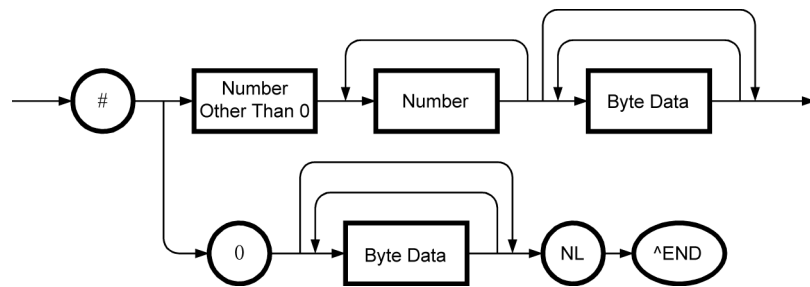 #
Number
Other Than 0
Number
Byte Data
0
Byte Data
NL
^END